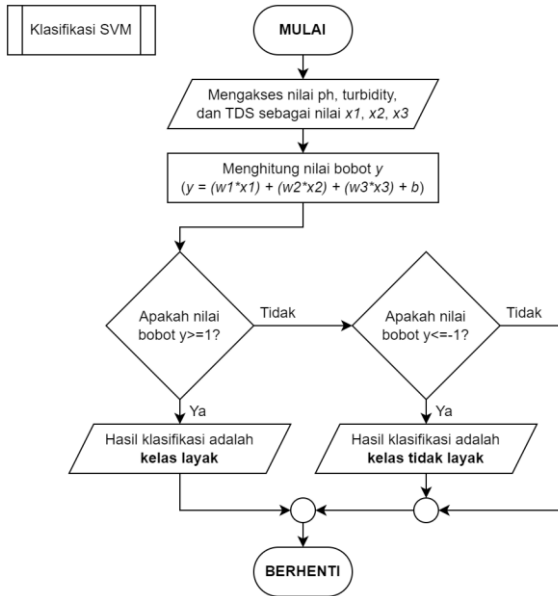 Klasifikasi SVM
MULAI
Mengakses nilai ph, turbidity,
dan TDS sebagai nilai x1, x2, x3
Menghitung nilai bobot y
(y = (w1*x1) + (w2*x2) + (w3*x3) + b)
Apakah nilai
bobot y>=1?
Tidak
Apakah nilai
bobot y<=-1?
Tidak
Ya
Ya
Hasil klasifikasi adalah
kelas layak
Hasil klasifikasi adalah
kelas tidak layak
BERHENTI